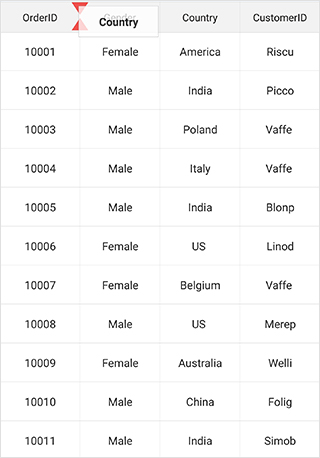 OrderID Gender Country CustomerID
Country
10001 Female America Riscu
10002 Male India Picco
10003 Male Poland Vaffe
10004 Male Italy Vaffe
10005 Male India Blonp
10006 Female US Linod
10007 Female Belgium Vaffe
10008 Male US Merep
10009 Female Australia Welli
10010 Male China Folig
10011 Male India Simob